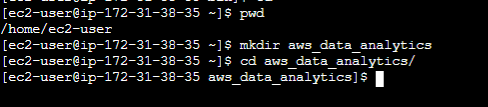 [ec2-user@ip-172-31-38-35 ~]$ pwd
/home/ec2-user
[ec2-user@ip-172-31-38-35 ~]$ mkdir aws_data_analytics
[ec2-user@ip-172-31-38-35 ~]$ cd aws_data_analytics/
[ec2-user@ip-172-31-38-35 aws_data_analytics]$